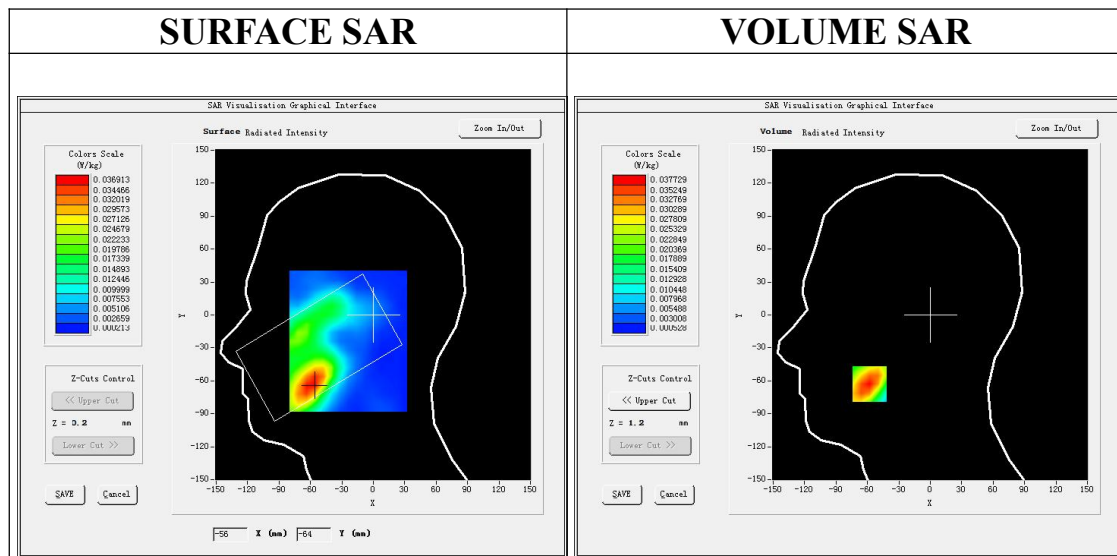 SURFACE SAR
VOLUME SAR
SAR Visualisation Graphical Interface
Surface Radiated Intensity
Zoom In/Out
Colors Scale
(W/kg)
0.036913
0.034466
0.032019
0.029573
0.027126
0.024679
0.022233
0.019786
0.017339
0.014893
0.012446
0.009999
0.007553
0.005106
0.002659
0.000213
Z-Cuts Control
<< Upper Cut
Z = 0.2 mm
Lower Cut >>
SAVE
Cancel
150
120
90
60
30
0
-30
-60
-90
-120
-150
Y
-150 -120 -90 -60 -30 0 30 60 90 120 150
X
-56 X (mm) -64 Y (mm)
SAR Visualisation Graphical Interface
Volume Radiated Intensity
Zoom In/Out
Colors Scale
(W/kg)
0.037729
0.035249
0.032769
0.030289
0.027809
0.025329
0.022849
0.020369
0.017889
0.015409
0.012928
0.010448
0.007968
0.005488
0.003008
0.000528
Z-Cuts Control
<< Upper Cut
Z = 1.2 mm
Lower Cut >>
SAVE
Cancel
150
120
90
60
30
0
-30
-60
-90
-120
-150
Y
-150 -120 -90 -60 -30 0 30 60 90 120 150
X